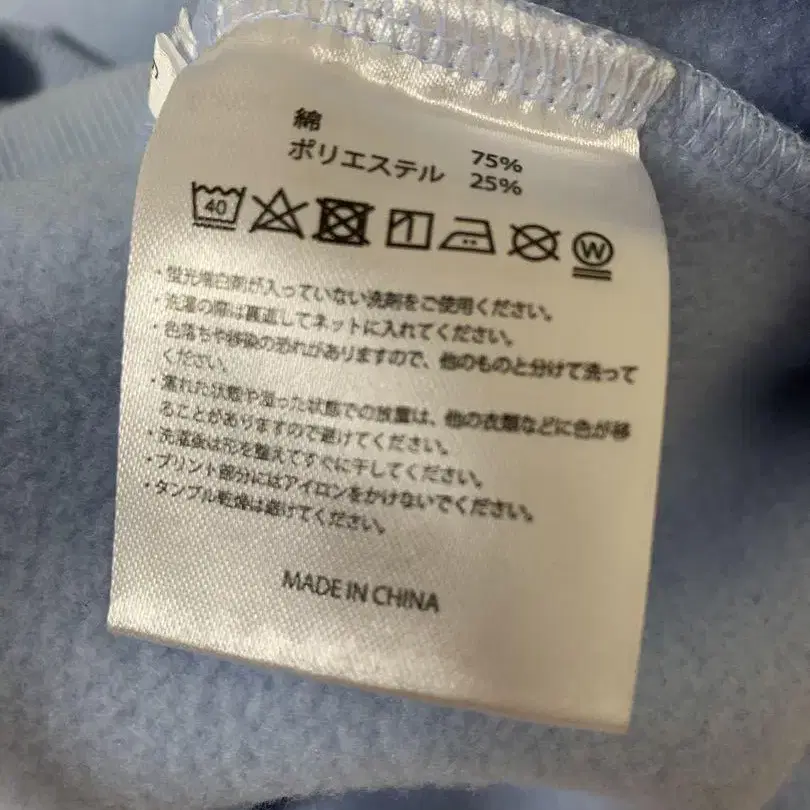 綿 75%
ポリエステル 25%
40
W
・蛍光増白剤が入っていない洗剤をご使用ください。
・洗濯の際は裏返してネットに入れてください。
・色落ちや移染の恐れがありますので、他のものと分けて洗って
ください。
・濡れた状態や湿った状態での放置は、他の衣類などに色が移
ることがありますので避けてください。
・洗濯後は形を整えてすぐに干してください。
・プリント部分にはアイロンをかけないでください。
・タンブル乾燥は避けてください。
MADE IN CHINA